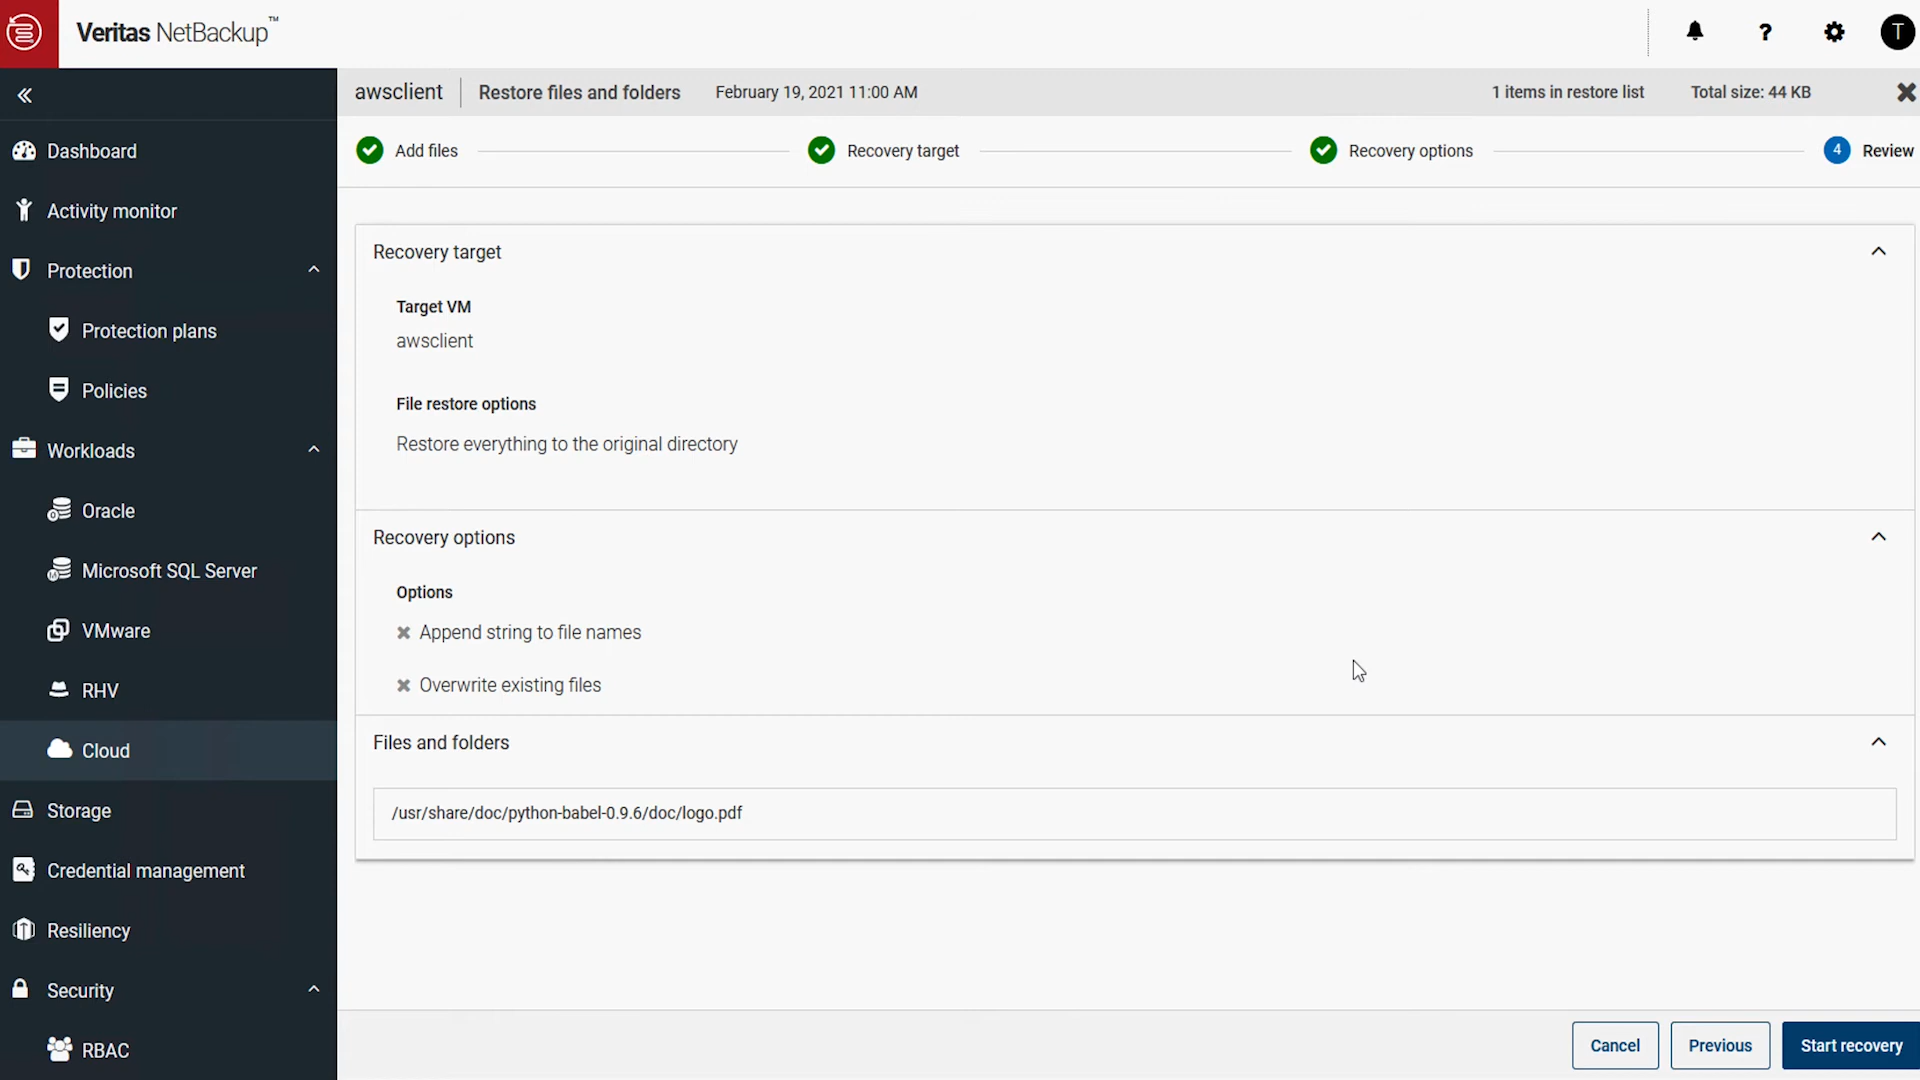 Veritas NetBackup™
T
awsclient Restore files and folders February 19, 2021 11:00 AM 1 items in restore list Total size: 44 KB
Add files Recovery target Recovery options 4 Review
Dashboard
Activity monitor
Protection
Protection plans
Policies
Workloads
Oracle
Microsoft SQL Server
VMware
RHV
Cloud
Storage
Credential management
Resiliency
Security
RBAC
Recovery target
Target VM
awsclient
File restore options
Restore everything to the original directory
Recovery options
Options
Append string to file names
Overwrite existing files
Files and folders
/usr/share/doc/python-babel-0.9.6/doc/logo.pdf
Cancel Previous Start recovery